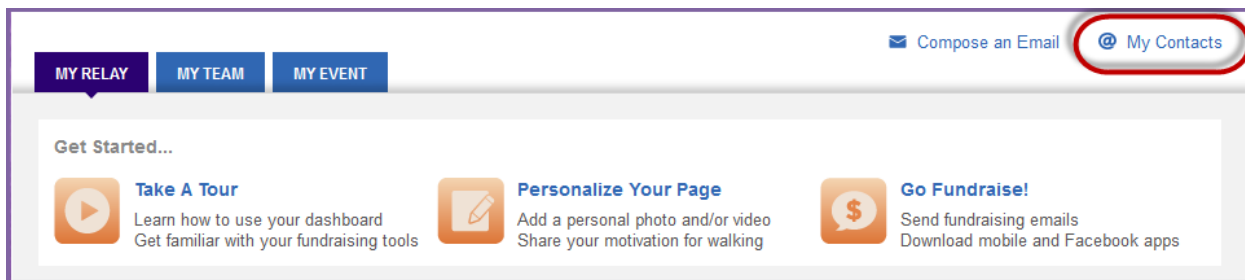 Compose an Email @ My Contacts
MY RELAY MY TEAM MY EVENT
Get Started...
Take A Tour
Learn how to use your dashboard
Get familiar with your fundraising tools
Personalize Your Page
Add a personal photo and/or video
Share your motivation for walking
$
Go Fundraise!
Send fundraising emails
Download mobile and Facebook apps